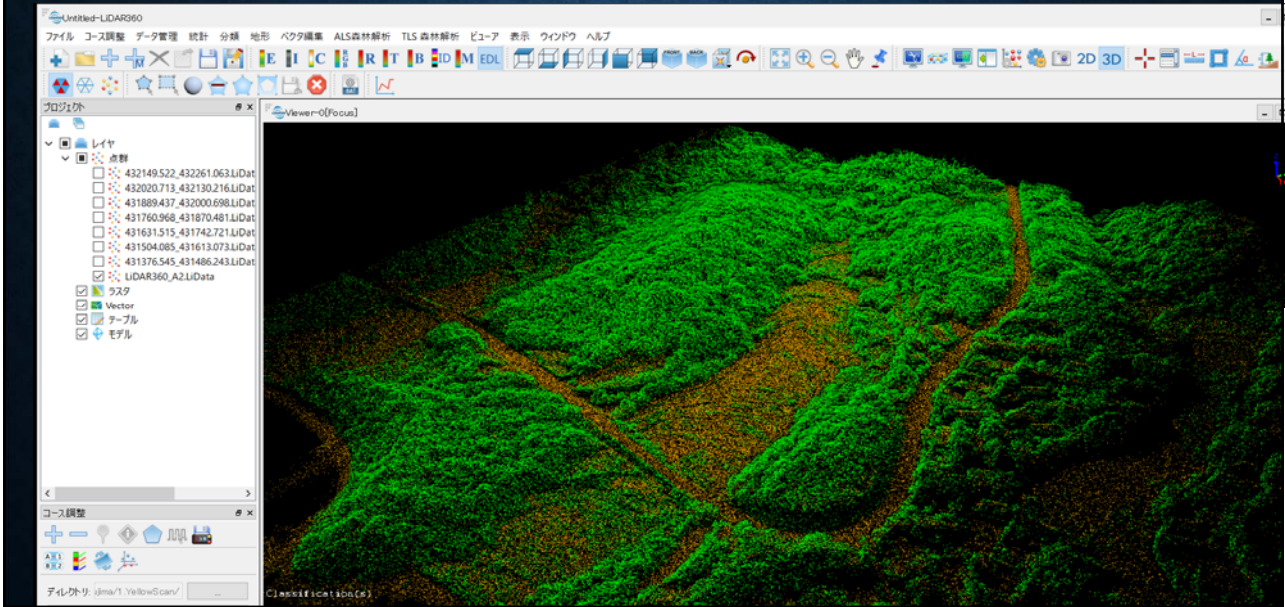 Untitled-LiDAR360
ファイル コース調整 データ管理 統計 分類 地形 ベクタ編集 ALS森林解析 TLS 森林解析 ビューア 表示 ウィンドウ ヘルプ
E I C R T B ID M EDL FRONT BACK 2D 3D
プロジェクト
Viewer-0[Focus]
レイヤ
点群
432149.522_432261.063.LiDat
432020.713_432130.216.LiDat
431889.437_432000.698.LiDat
431760.968_431870.481.LiDat
431631.515_431742.721.LiDat
431504.085_431613.073.LiDat
431376.545_431486.243.LiDat
LiDAR360_A2.LiData
ラスタ
Vector
テーブル
モデル
コース調整
ディレクトリ: jima/1.YellowScan/ ...
Classification(s)